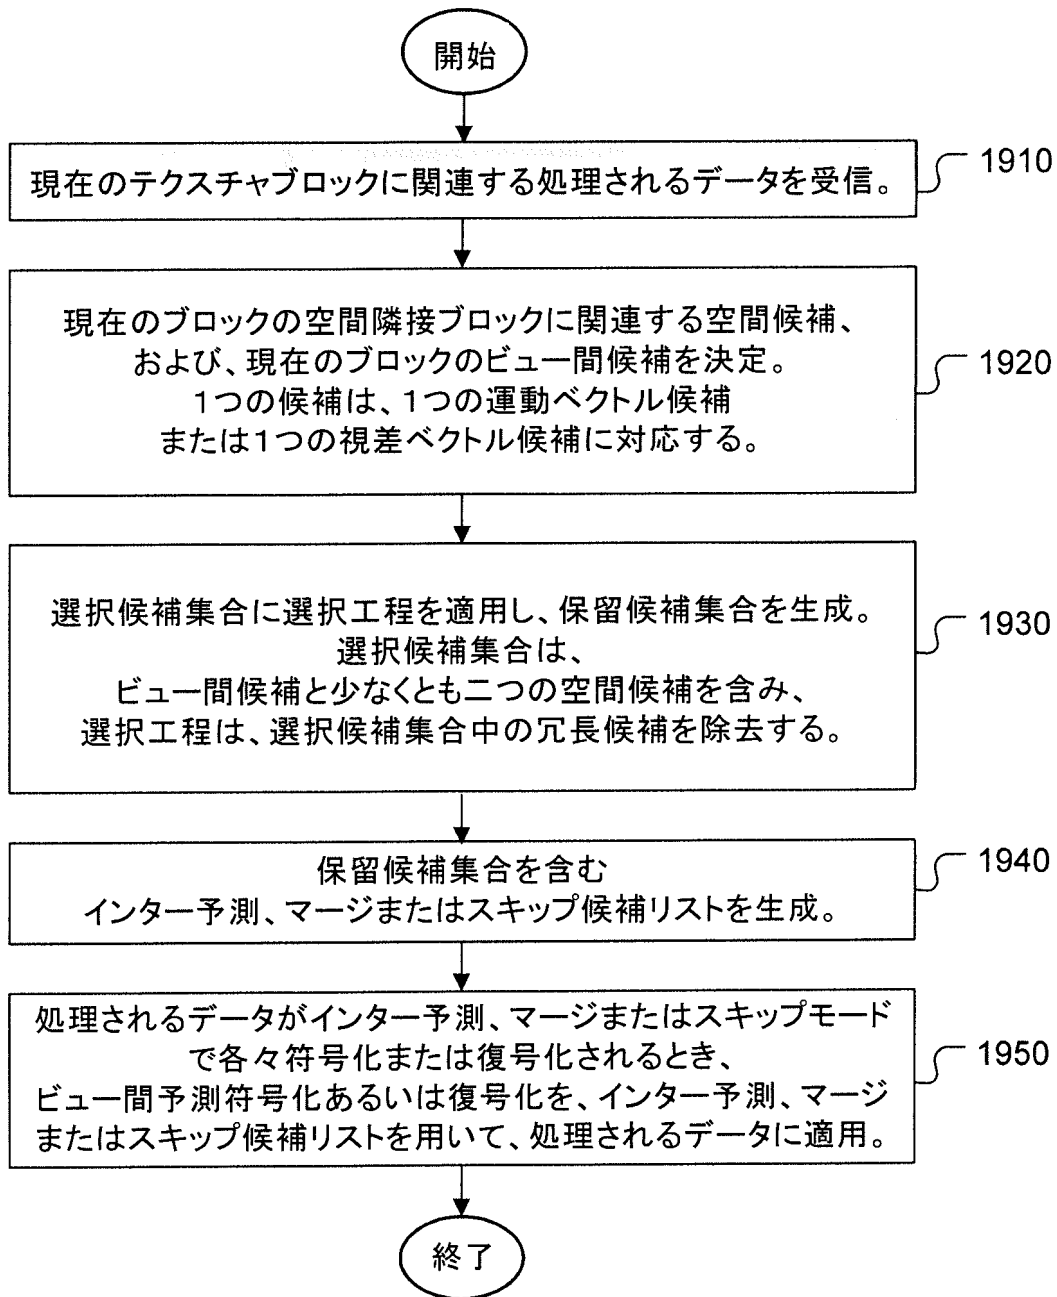 開始
現在のテクスチャブロックに関連する処理されるデータを受信。
1910
現在のブロックの空間隣接ブロックに関連する空間候補、
および、現在のブロックのビュー間候補を決定。
1つの候補は、1つの運動ベクトル候補
または1つの視差ベクトル候補に対応する。
1920
選択候補集合に選択工程を適用し、保留候補集合を生成。
選択候補集合は、
ビュー間候補と少なくとも二つの空間候補を含み、
選択工程は、選択候補集合中の冗長候補を除去する。
1930
保留候補集合を含む
インター予測、マージまたはスキップ候補リストを生成。
1940
処理されるデータがインター予測、マージまたはスキップモード
で各々符号化または復号化されるとき、
ビュー間予測符号化あるいは復号化を、インター予測、マージ
またはスキップ候補リストを用いて、処理されるデータに適用。
1950
終了